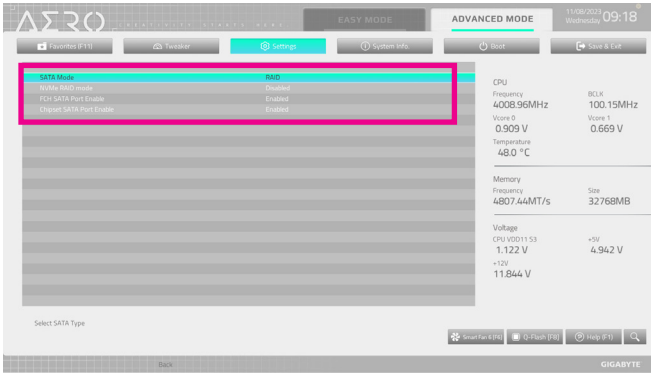 AERO
CREATIVITY STARTS HERE
EASY MODE
ADVANCED MODE
11/08/2023
Wednesday 09:18
Favorites (F11)
Tweaker
Settings
System Info.
Boot
Save & Exit
SATA Mode RAID
NVMe RAID mode Disabled
FCH SATA Port Enable Enabled
Chipset SATA Port Enable Enabled
CPU
Frequency BCLK
4008.96MHz 100.15MHz
Vcore 0 Vcore 1
0.909 V 0.669 V
Temperature
48.0 °C
Memory
Frequency Size
4807.44MT/s 32768MB
Voltage
CPU VDD11 S3 +5V
1.122 V 4.942 V
+12V
11.844 V
Select SATA Type
Smart Fan 6 [F6]
Q-Flash [F8]
Help (F1)
Back
GIGABYTE